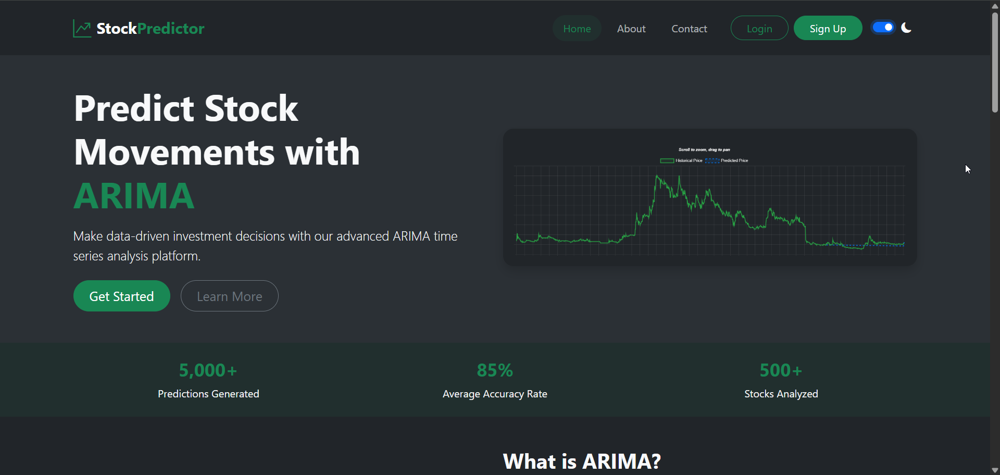 StockPredictor
Home
About
Contact
Login
Sign Up
Predict Stock
Movements with
ARIMA
Make data-driven investment decisions with our advanced ARIMA time
series analysis platform.
Get Started
Learn More
Scroll to zoom, drag to pan
Historical Price
Predicted Price
5,000+
Predictions Generated
85%
Average Accuracy Rate
500+
Stocks Analyzed
What is ARIMA?